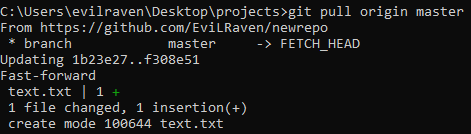 C:\Users\evilraven\Desktop\projects>git pull origin master
From https://github.com/EviLRaven/newrepo
 * branch            master     -> FETCH_HEAD
Updating 1b23e27..f308e51
Fast-forward
 text.txt | 1 +
 1 file changed, 1 insertion(+)
 create mode 100644 text.txt